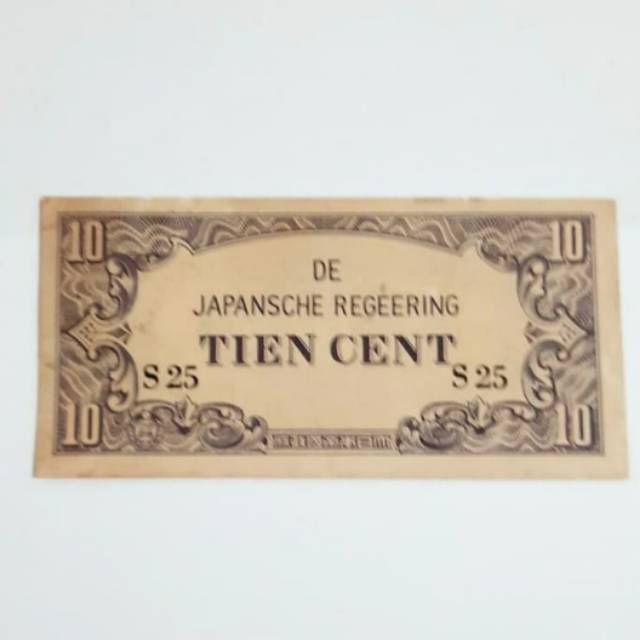 10 10
DE
JAPANSCHE REGEERING
TIEN CENT
S 25 S 25
10 10